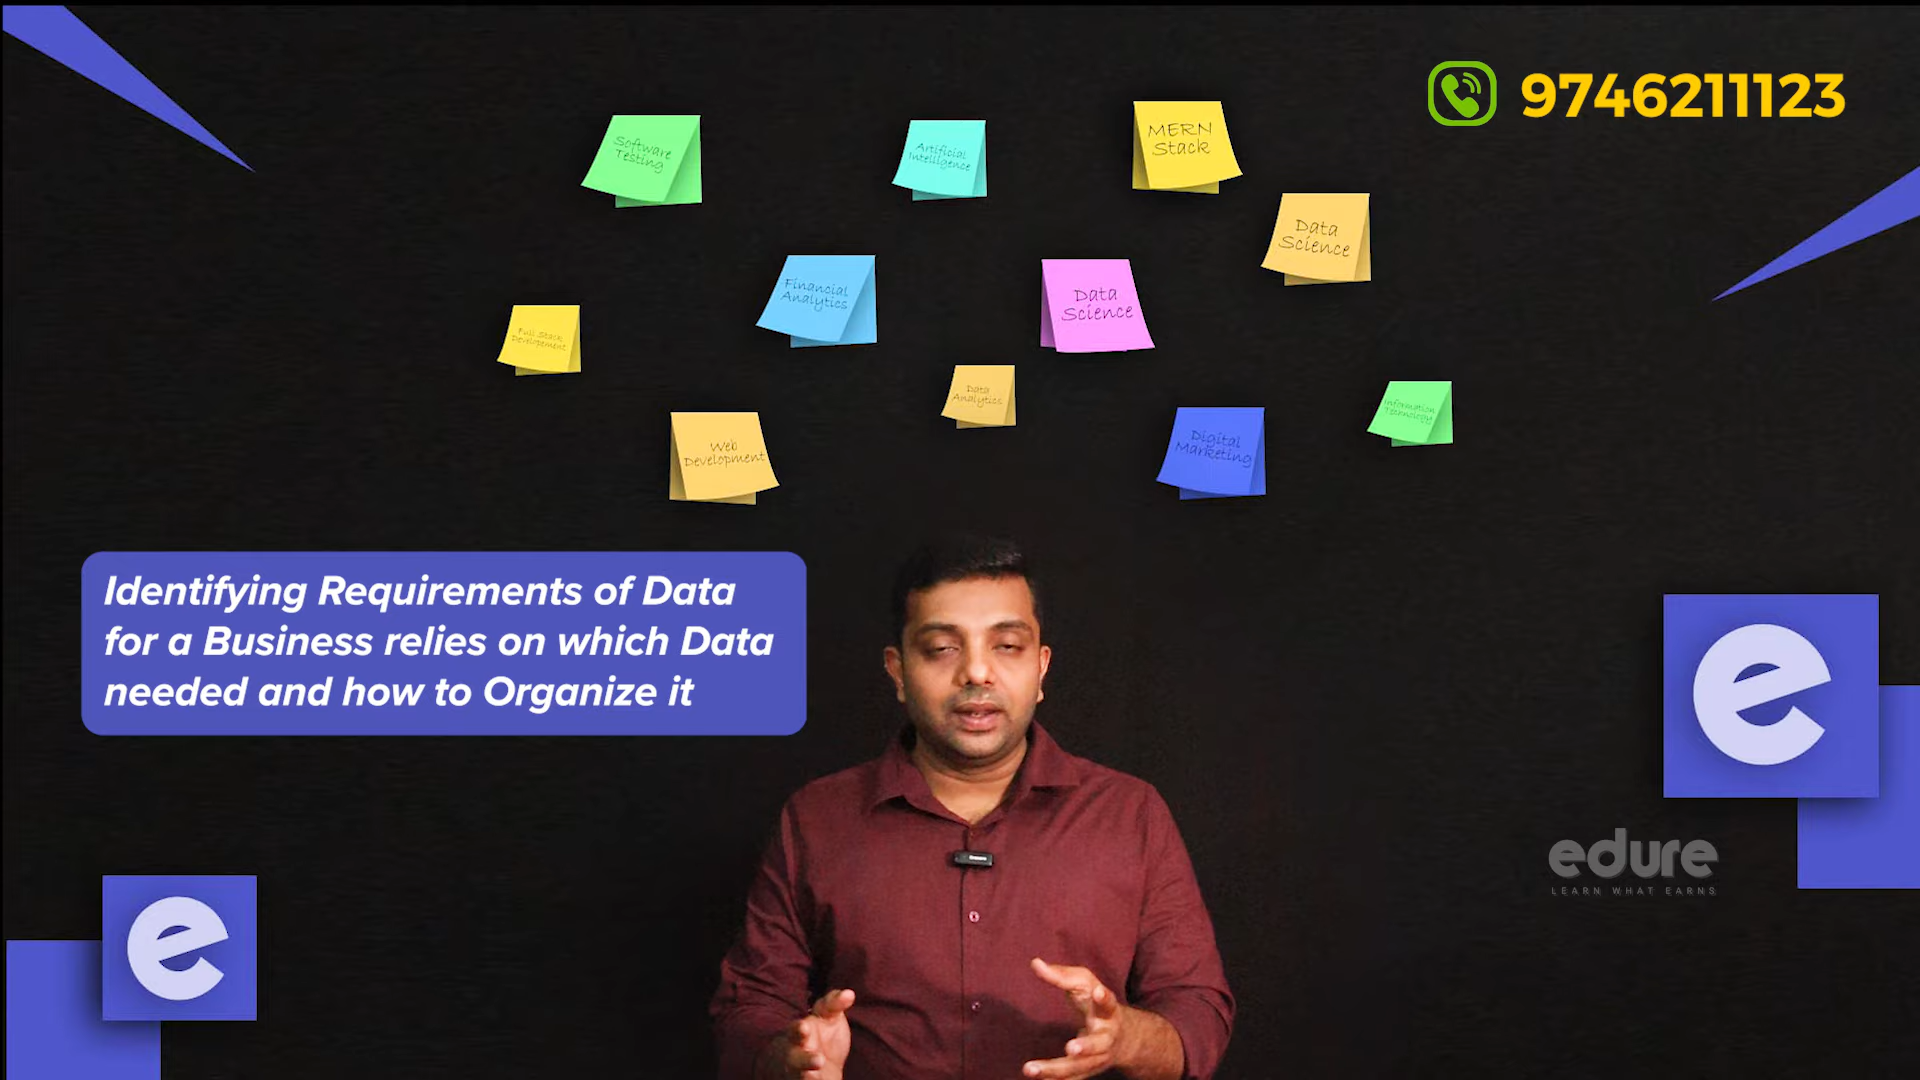 9746211123
Software
Testing
Artificial
Intelligence
MERN
Stack
Data
Science
Financial
Analytics
Data
Science
Full Stack
Developement
Data
Analytics
Information
Technology
Web
Development
Digital
Marketing
Identifying Requirements of Data
for a Business relies on which Data
needed and how to Organize it
e
edure
LEARN WHAT EARNS
e